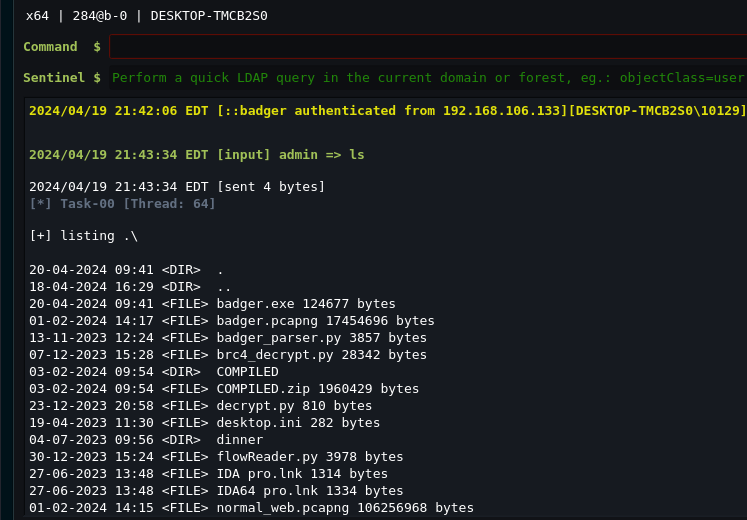 x64 | 284@b-0 | DESKTOP-TMCB2S0
Command $
Sentinel $ Perform a quick LDAP query in the current domain or forest, eg.: objectClass=user
2024/04/19 21:42:06 EDT [::badger authenticated from 192.168.106.133][DESKTOP-TMCB2S0\10129]
2024/04/19 21:43:34 EDT [input] admin => ls
2024/04/19 21:43:34 EDT [sent 4 bytes]
[*] Task-00 [Thread: 64]
[+] listing .\
20-04-2024 09:41 <DIR> .
18-04-2024 16:29 <DIR> ..
20-04-2024 09:41 <FILE> badger.exe 124677 bytes
01-02-2024 14:17 <FILE> badger.pcapng 17454696 bytes
13-11-2023 12:24 <FILE> badger_parser.py 3857 bytes
07-12-2023 15:28 <FILE> brc4_decrypt.py 28342 bytes
03-02-2024 09:54 <DIR> COMPILED
03-02-2024 09:54 <FILE> COMPILED.zip 1960429 bytes
23-12-2023 20:58 <FILE> decrypt.py 810 bytes
19-04-2023 11:30 <FILE> desktop.ini 282 bytes
04-07-2023 09:56 <DIR> dinner
30-12-2023 15:24 <FILE> flowReader.py 3978 bytes
27-06-2023 13:48 <FILE> IDA pro.lnk 1314 bytes
27-06-2023 13:48 <FILE> IDA64 pro.lnk 1334 bytes
01-02-2024 14:15 <FILE> normal_web.pcapng 106256968 bytes